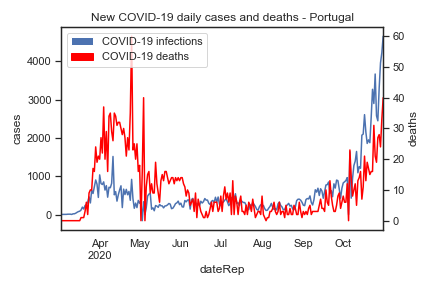 New COVID-19 daily cases and deaths - Portugal
COVID-19 infections
COVID-19 deaths
4000
3000
2000
1000
0
cases
60
50
40
30
20
10
0
deaths
Apr May Jun Jul Aug Sep Oct
2020
dateRep